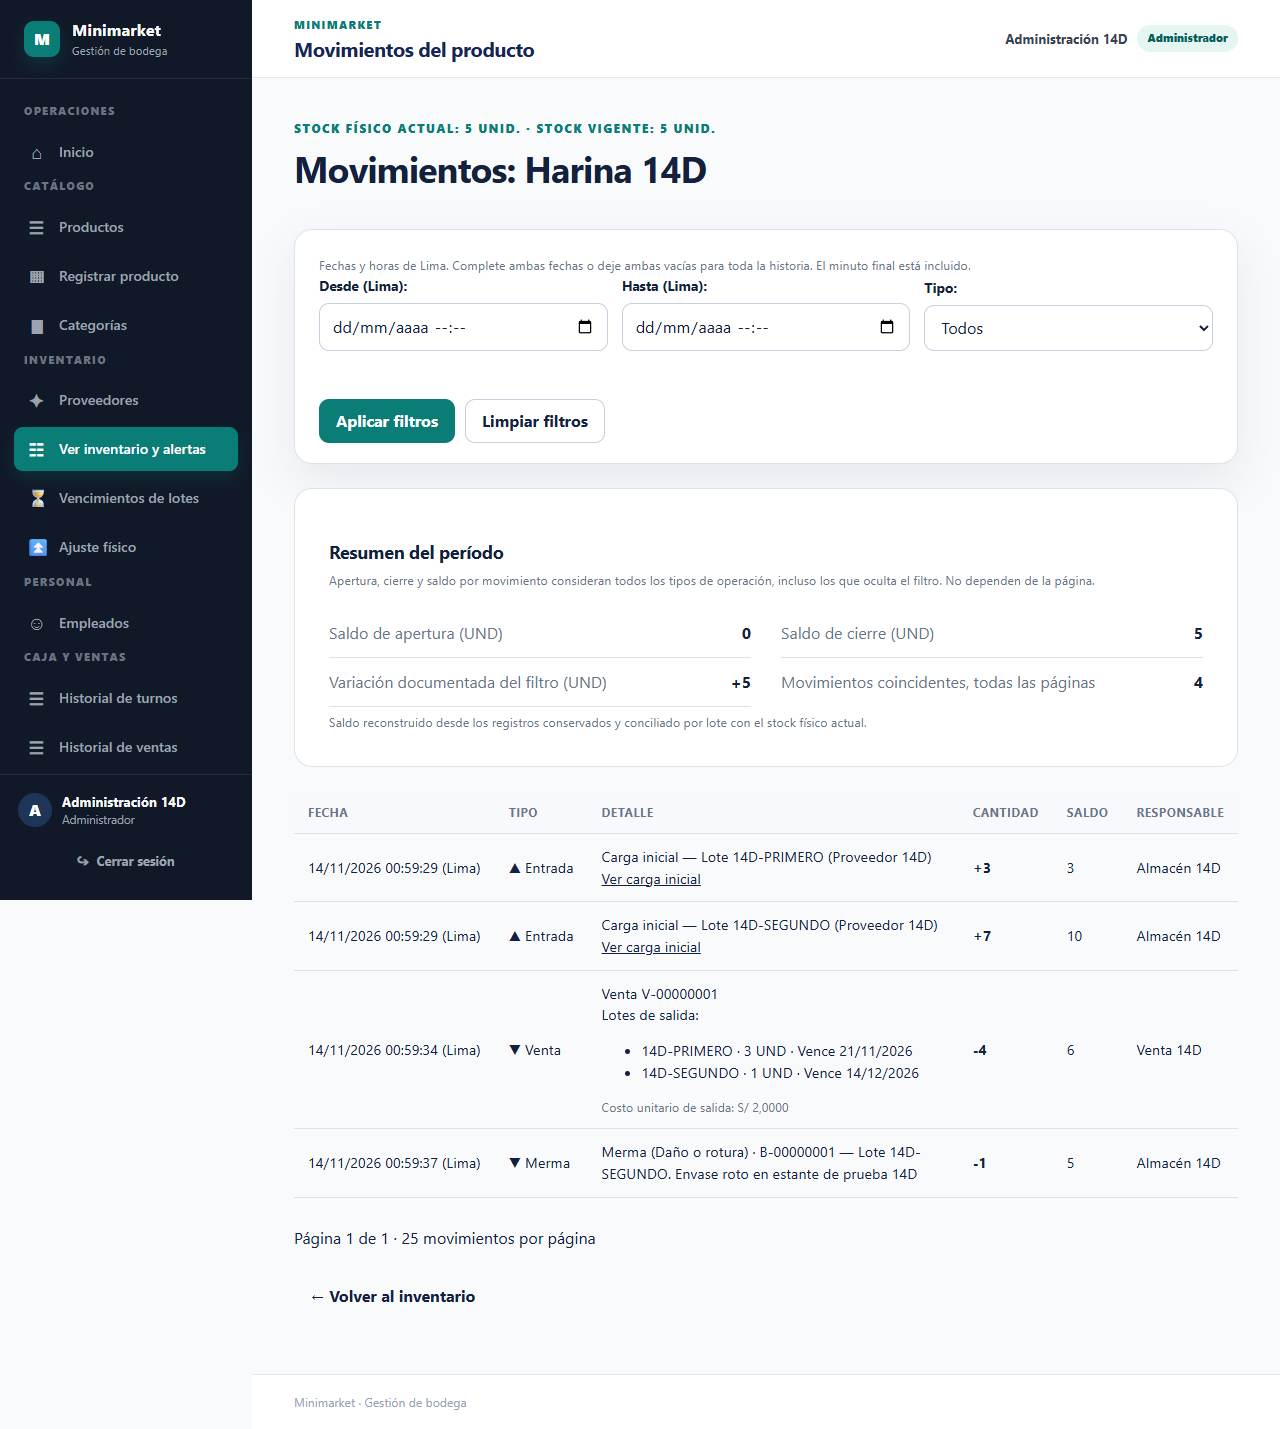 M
Minimarket
Gestión de bodega
OPERACIONES
Inicio
CATÁLOGO
Productos
Registrar producto
Categorías
INVENTARIO
Proveedores
Ver inventario y alertas
Vencimientos de lotes
Ajuste físico
PERSONAL
Empleados
CAJA Y VENTAS
Historial de turnos
Historial de ventas
A
Administración 14D
Administrador
↪ Cerrar sesión
MINIMARKET
Movimientos del producto
Administración 14D Administrador
STOCK FÍSICO ACTUAL: 5 UNID. · STOCK VIGENTE: 5 UNID.
Movimientos: Harina 14D
Fechas y horas de Lima. Complete ambas fechas o deje ambas vacías para toda la historia. El minuto final está incluido.
Desde (Lima): Hasta (Lima): Tipo:
dd/mm/aaaa --:-- dd/mm/aaaa --:-- Todos
Aplicar filtros Limpiar filtros
Resumen del período
Apertura, cierre y saldo por movimiento consideran todos los tipos de operación, incluso los que oculta el filtro. No dependen de la página.
Saldo de apertura (UND) 0 Saldo de cierre (UND) 5
Variación documentada del filtro (UND) +5 Movimientos coincidentes, todas las páginas 4
Saldo reconstruido desde los registros conservados y conciliado por lote con el stock físico actual.
FECHA TIPO DETALLE CANTIDAD SALDO RESPONSABLE
14/11/2026 00:59:29 (Lima) ▲ Entrada Carga inicial — Lote 14D-PRIMERO (Proveedor 14D) +3 3 Almacén 14D
Ver carga inicial
14/11/2026 00:59:29 (Lima) ▲ Entrada Carga inicial — Lote 14D-SEGUNDO (Proveedor 14D) +7 10 Almacén 14D
Ver carga inicial
Venta V-00000001
Lotes de salida:
14/11/2026 00:59:34 (Lima) ▼ Venta • 14D-PRIMERO · 3 UND · Vence 21/11/2026 -4 6 Venta 14D
• 14D-SEGUNDO · 1 UND · Vence 14/12/2026
Costo unitario de salida: S/ 2,0000
14/11/2026 00:59:37 (Lima) ▼ Merma Merma (Daño o rotura) · B-00000001 — Lote 14D- -1 5 Almacén 14D
SEGUNDO. Envase roto en estante de prueba 14D
Página 1 de 1 · 25 movimientos por página
← Volver al inventario
Minimarket · Gestión de bodega